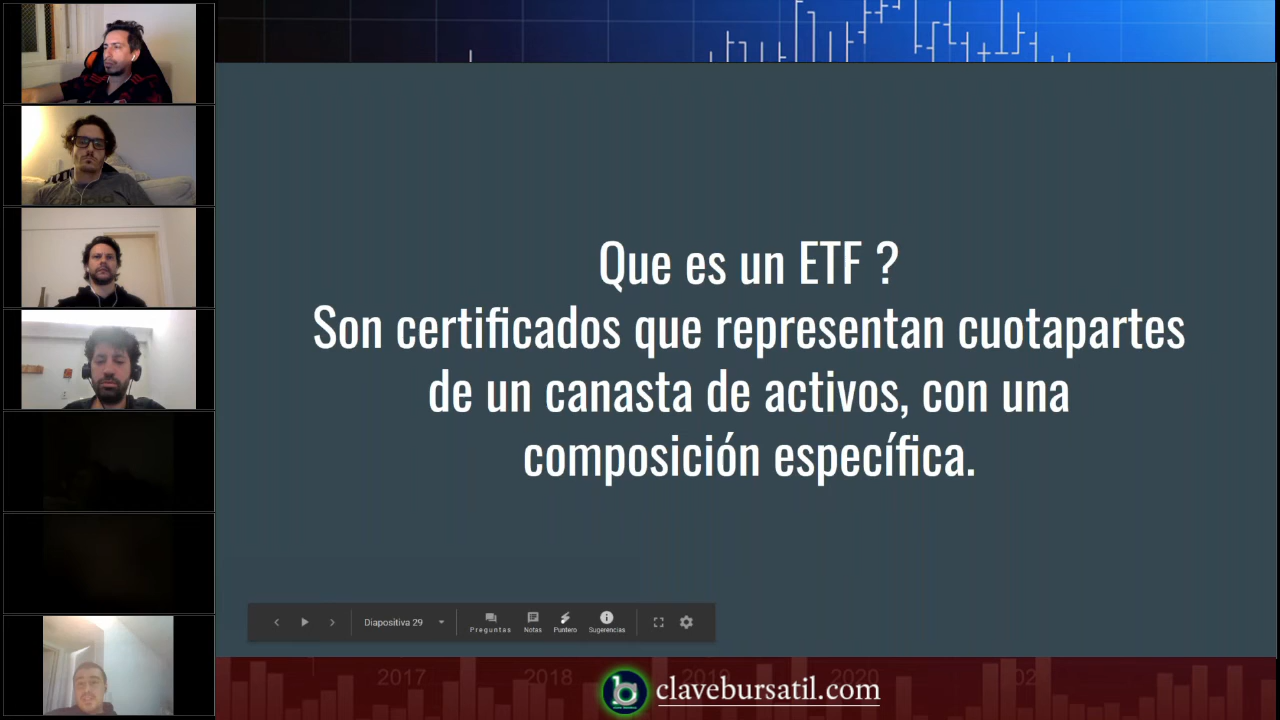 Que es un ETF ?
Son certificados que representan cuotapartes
de un canasta de activos, con una
composición específica.
Diapositiva 29
Preguntas
Notas
Puntero
Sugerencias
2017
2018
2019
2020
clavebursatil.com